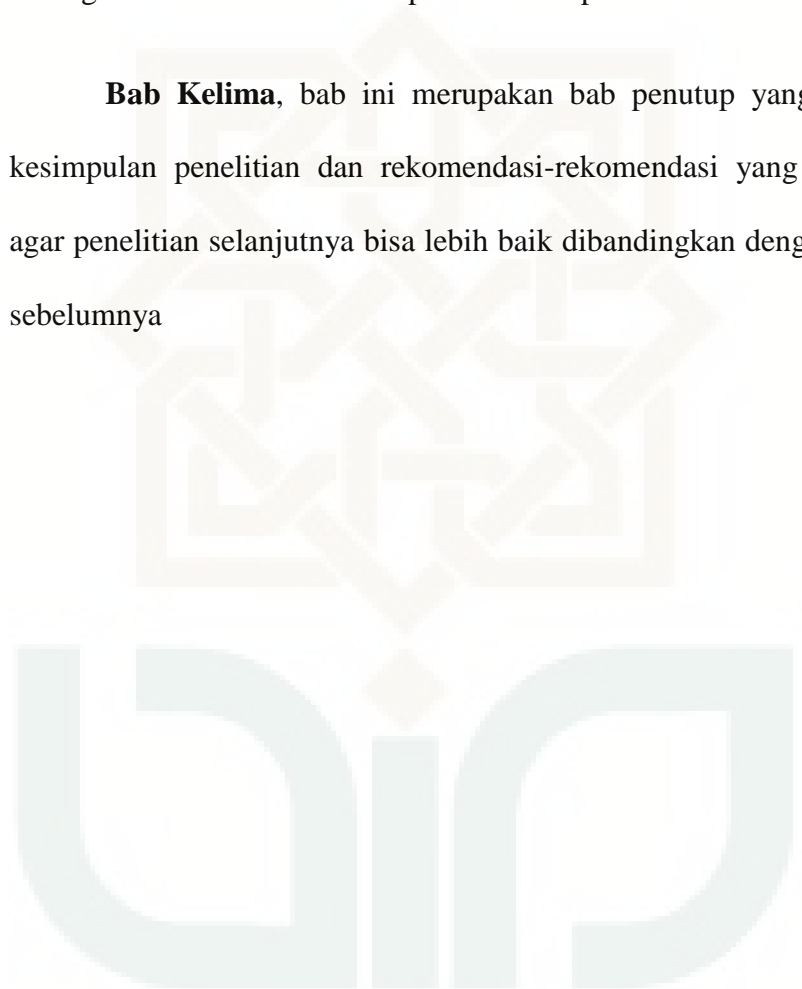 Bab Kelima, bab ini merupakan bab penutup yang
kesimpulan penelitian dan rekomendasi-rekomendasi yang
agar penelitian selanjutnya bisa lebih baik dibandingkan
sebelumnya